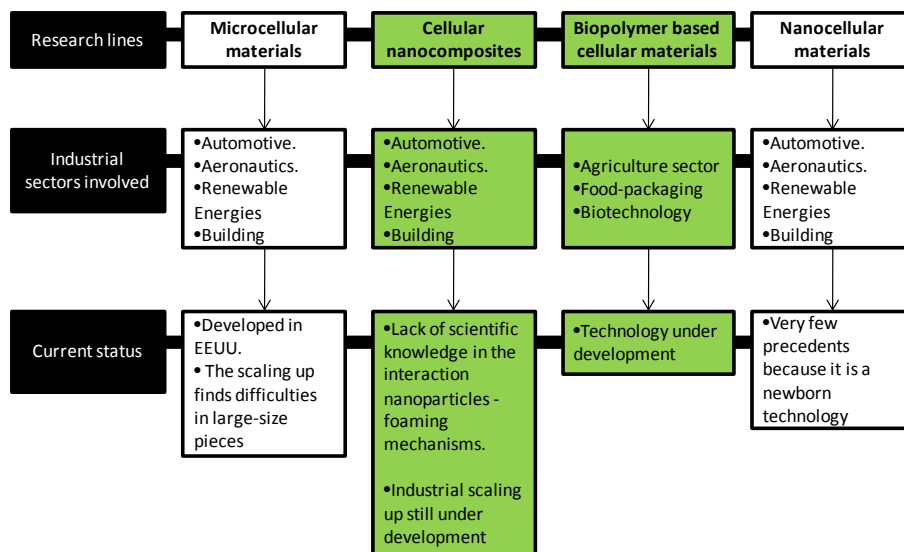 Research lines
Microcellular
materials
Cellular
nanocomposites
Biopolymer based
cellular materials
Nanocellular
materials
Industrial
sectors involved
•Automotive.
•Aeronautics.
•Renewable
Energies
•Building
•Automotive.
•Aeronautics.
•Renewable
Energies
•Building
•Agriculture sector
•Food-packaging
•Biotechnology
•Automotive.
•Aeronautics.
•Renewable
Energies
•Building
Current status
•Developed in
EEUU.
• The scaling up
finds difficulties
in large-size
pieces
•Lack of scientific
knowledge in the
interaction
nanoparticles -
foaming
mechanisms.
•Industrial scaling
up still under
development
•Technology under
development
•Very few
precedents
because it is a
newborn
technology